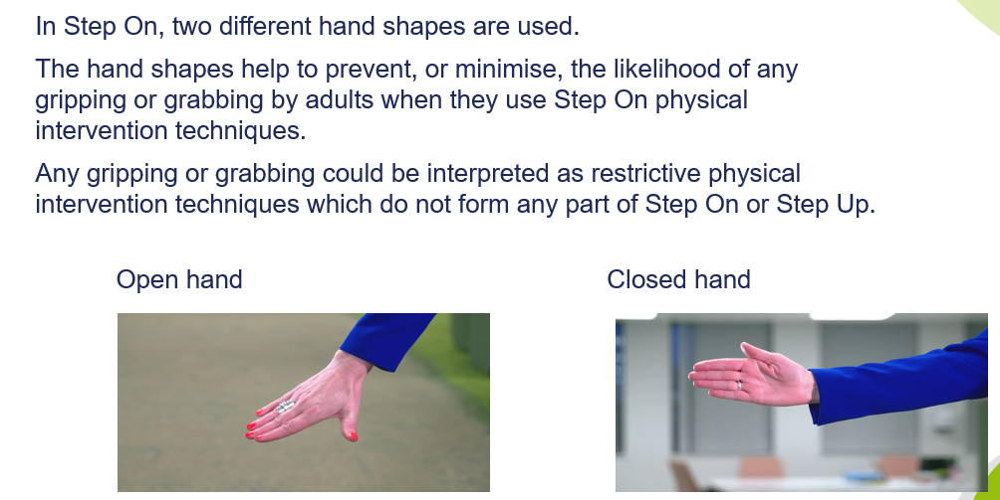 In Step On, two different hand shapes are used.
The hand shapes help to prevent, or minimise, the likelihood of any
gripping or grabbing by adults when they use Step On physical
intervention techniques.
Any gripping or grabbing could be interpreted as restrictive physical
intervention techniques which do not form any part of Step On or Step Up.
Open hand
Closed hand